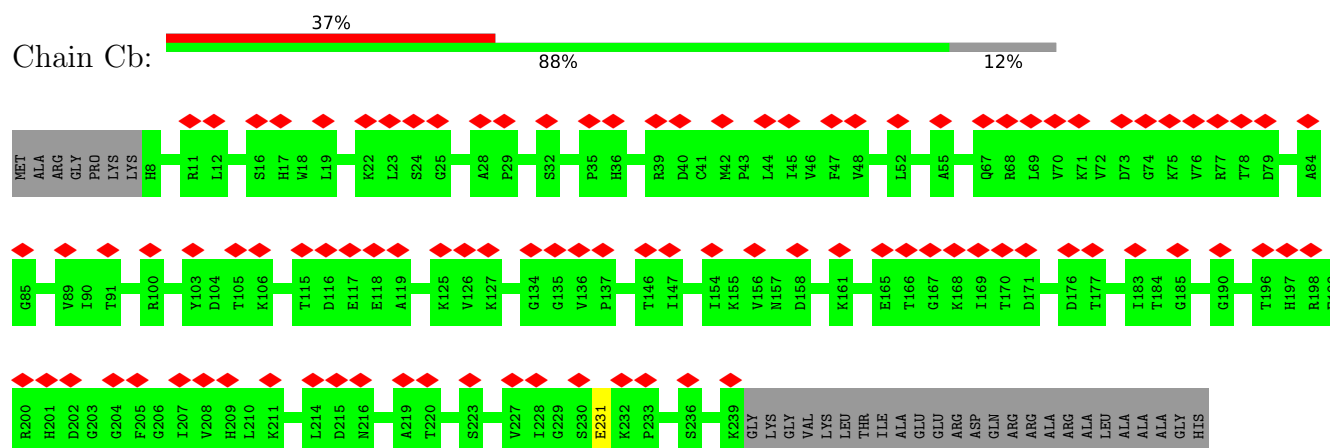 37%
Chain Cb:
88%
12%
MET ALA ARG GLY PRO LYS LYS H8 R11 L12 S16 H17 W18 L19 K22 L23 S24 G25 A28 P29 S32 P35 H36 R39 D40 C41 M42 P43 L44 I45 V46 F47 V48 L52 A55 Q67 R68 L69 V70 K71 V72 D73 G74 K75 V76 R77 T78 D79 A84
G85 V89 I90 T91 R100 Y103 D104 T105 K106 T115 D116 E117 E118 A119 K125 V126 K127 G134 G135 V136 P137 T146 I147 I154 K155 V156 N157 D158 K161 E165 T166 G167 K168 I169 T170 D171 D176 T177 I183 T184 G185 G190 T196 H197 R198
R200 H201 D202 G203 G204 F205 G206 I207 V208 H209 L210 K211 L214 D215 N216 A219 T220 S223 V227 I228 G229 S230 E231 K232 P233 S236 K239 GLY LYS GLY VAL LYS LEU THR ILE ALA GLU GLU ARG ASP GLN ARG ARG ALA ARG ALA LEU ALA ALA ALA GLY HIS